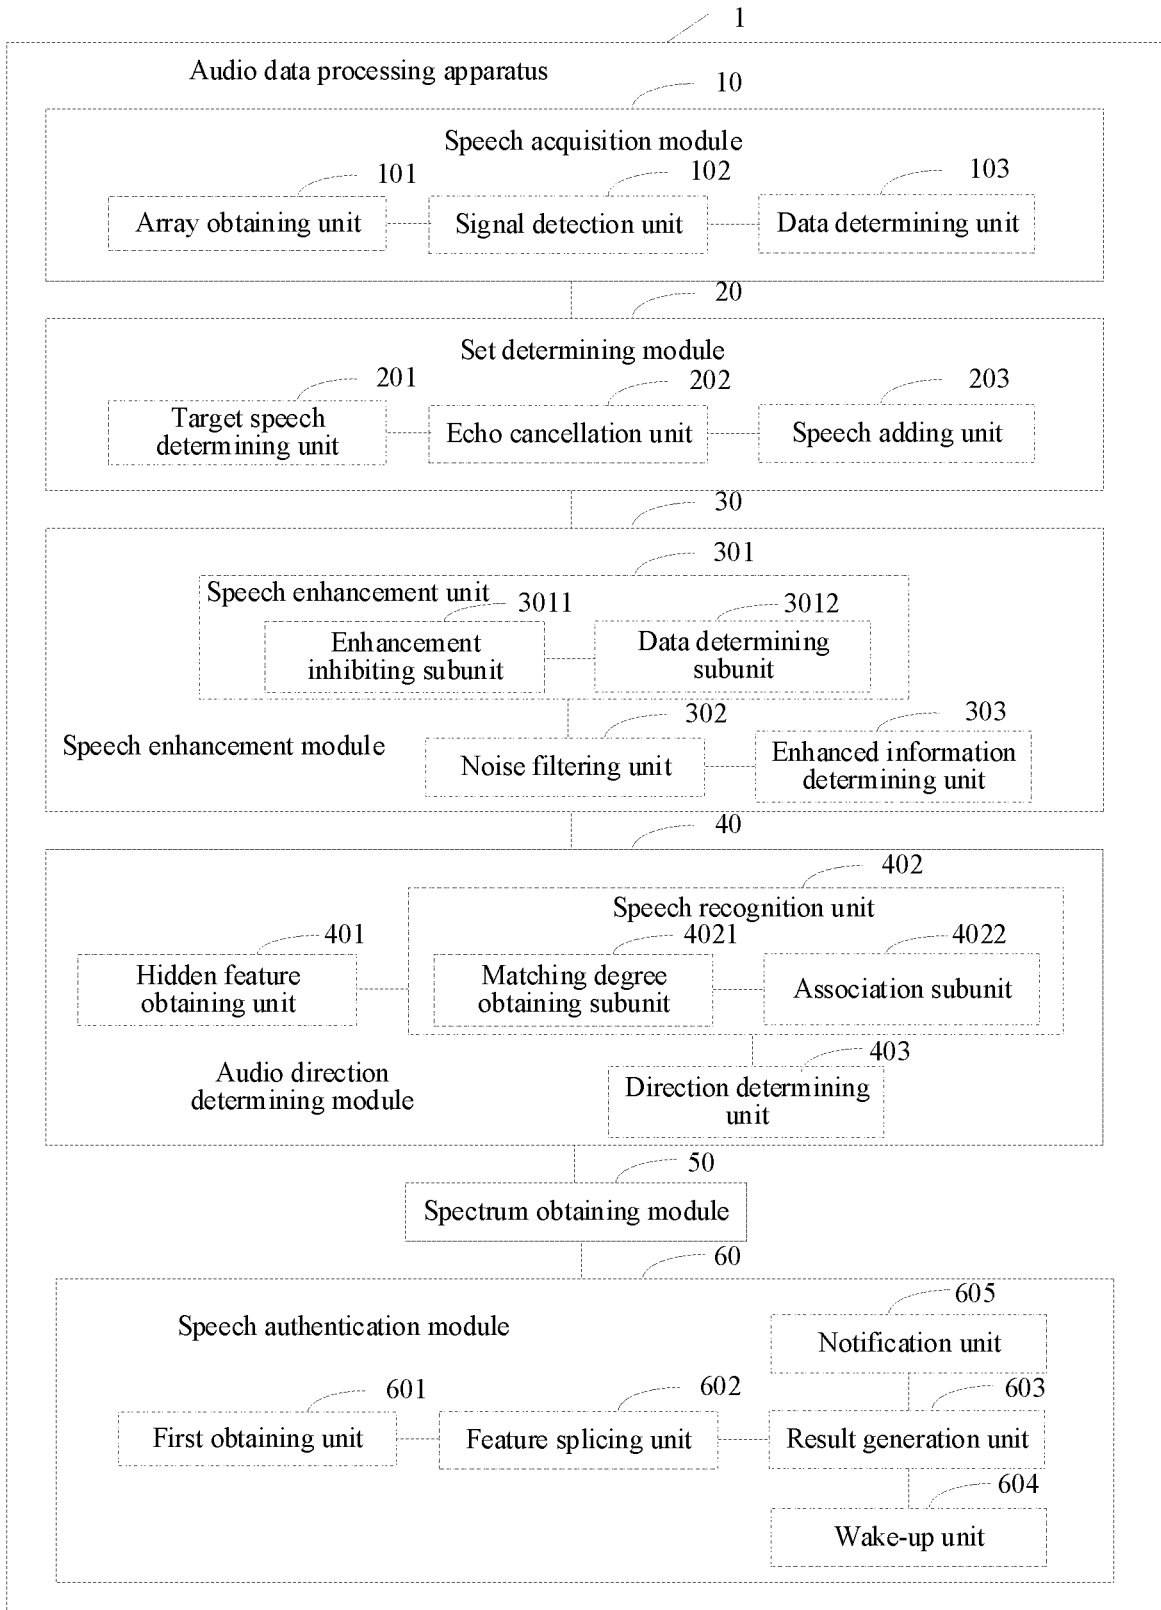 1
Audio data processing apparatus
10
Speech acquisition module
101
102
103
Array obtaining unit
Signal detection unit
Data determining unit
20
Set determining module
201
202
203
Target speech
determining unit
Echo cancellation unit
Speech adding unit
30
301
Speech enhancement unit
3011
3012
Enhancement
inhibiting subunit
Data determining
subunit
302
303
Speech enhancement module
Noise filtering unit
Enhanced information
determining unit
40
402
Speech recognition unit
401
4021
4022
Hidden feature
obtaining unit
Matching degree
obtaining subunit
Association subunit
403
Audio direction
determining module
Direction determining
unit
50
Spectrum obtaining module
60
605
Speech authentication module
Notification unit
601
602
603
First obtaining unit
Feature splicing unit
Result generation unit
604
Wake-up unit